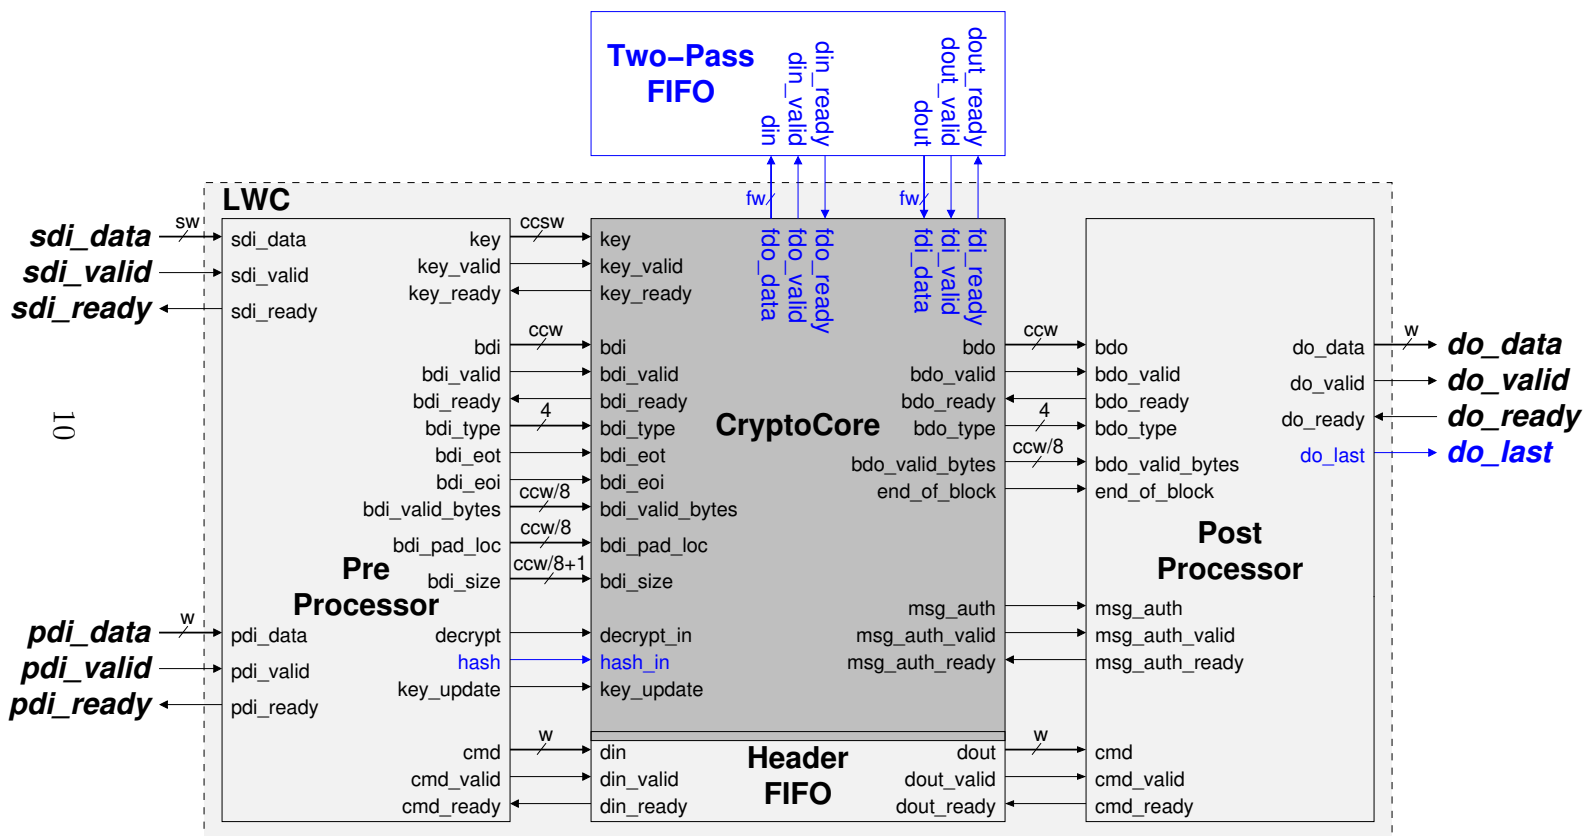 Two−Pass
FIFO
din
din_valid
din_ready
dout
dout_valid
dout_ready
fw
fw
LWC
sdi_data
sdi_valid
sdi_ready
sw
sdi_data
sdi_valid
sdi_ready
key
key_valid
key_ready
ccsw
key
key_valid
key_ready
fdo_data
fdo_valid
fdo_ready
fdi_data
fdi_valid
fdi_ready
bdi
bdi_valid
bdi_ready
bdi_type
bdi_eot
bdi_eoi
bdi_valid_bytes
bdi_pad_loc
bdi_size
ccw
4
ccw/8
ccw/8
ccw/8+1
bdi
bdi_valid
bdi_ready
bdi_type
bdi_eot
bdi_eoi
bdi_valid_bytes
bdi_pad_loc
bdi_size
CryptoCore
bdo
bdo_valid
bdo_ready
bdo_type
bdo_valid_bytes
end_of_block
ccw
4
ccw/8
bdo
bdo_valid
bdo_ready
bdo_type
bdo_valid_bytes
end_of_block
do_data
do_valid
do_ready
do_last
w
do_data
do_valid
do_ready
do_last
10
Pre
Processor
Post
Processor
pdi_data
pdi_valid
pdi_ready
w
pdi_data
pdi_valid
pdi_ready
decrypt
hash
key_update
decrypt_in
hash_in
key_update
msg_auth
msg_auth_valid
msg_auth_ready
msg_auth
msg_auth_valid
msg_auth_ready
cmd
cmd_valid
cmd_ready
w
din
din_valid
din_ready
Header
FIFO
dout
dout_valid
dout_ready
w
cmd
cmd_valid
cmd_ready